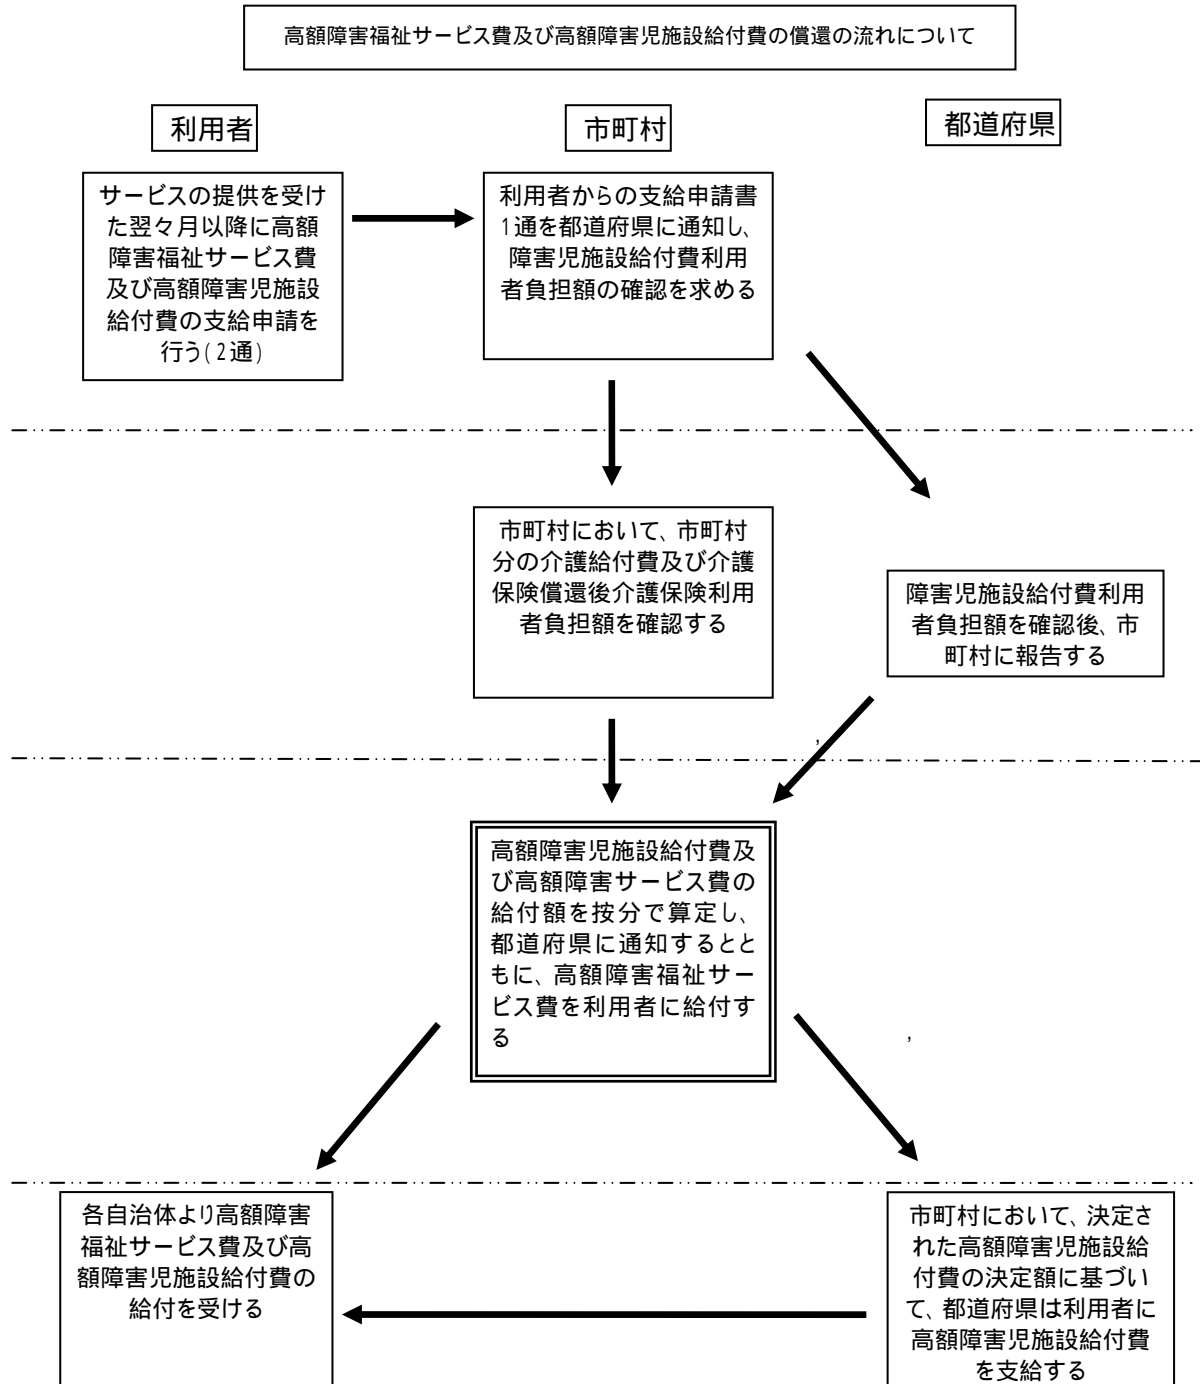 高額障害福祉サービス費及び高額障害児施設給付費の償還の流れについて
利用者
市町村
都道府県
サービスの提供を受け
た翌々月以降に高額
障害福祉サービス費
及び高額障害児施設
給付費の支給申請を
行う(2通)
利用者からの支給申請書
1通を都道府県に通知し、
障害児施設給付費利用
者負担額の確認を求める
市町村において、市町村
分の介護給付費及び介護
保険償還後介護保険利用
者負担額を確認する
障害児施設給付費利用
者負担額を確認後、市
町村に報告する
,
高額障害児施設給付費及
び高額障害サービス費の
給付額を按分で算定し、
都道府県に通知するとと
もに、高額障害福祉サー
ビス費を利用者に給付す
る
,
各自治体より高額障害
福祉サービス費及び高
額障害児施設給付費の
給付を受ける
市町村において、決定さ
れた高額障害児施設給
付費の決定額に基づい
て、都道府県は利用者に
高額障害児施設給付費
を支給する